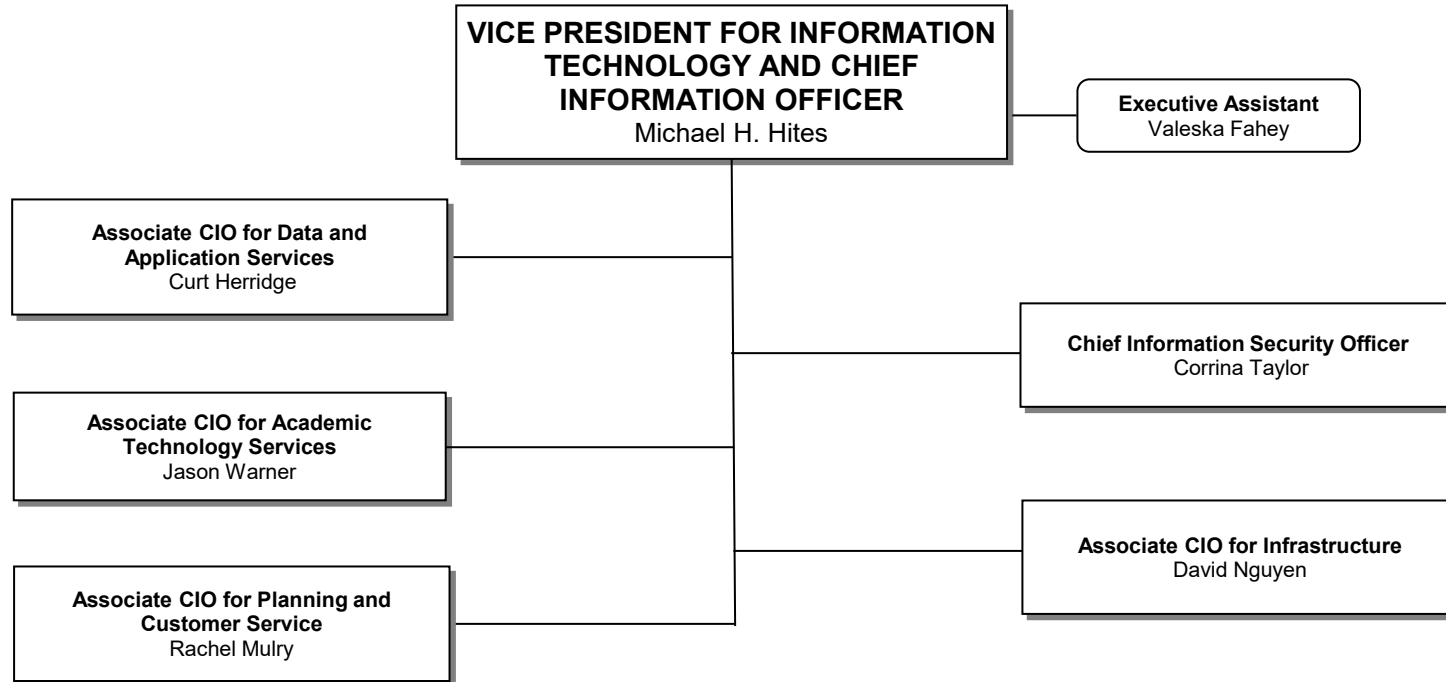 VICE PRESIDENT FOR INFORMATION
TECHNOLOGY AND CHIEF
INFORMATION OFFICER
Michael H. Hites
Executive Assistant
Valeska Fahey
Associate CIO for Data and
Application Services
Curt Herridge
Chief Information Security Officer
Corrina Taylor
Associate CIO for Academic
Technology Services
Jason Warner
Associate CIO for Infrastructure
David Nguyen
Associate CIO for Planning and
Customer Service
Rachel Mulry